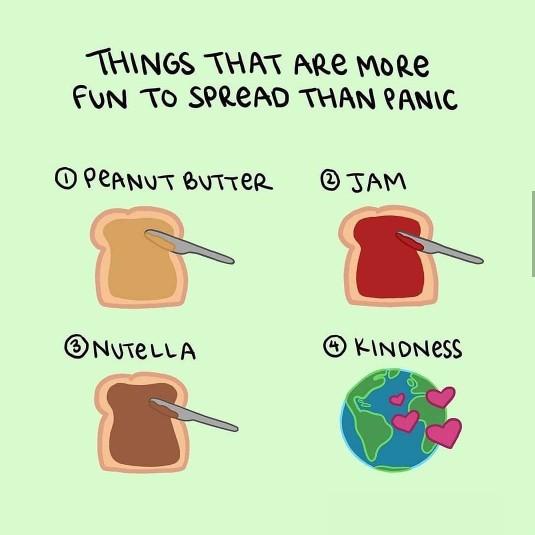 THINGS THAT ARE MORE
FUN TO SPREAD THAN PANIC
① PEANUT BUTTER
② JAM
③ NUTELLA
④ KINDNESS